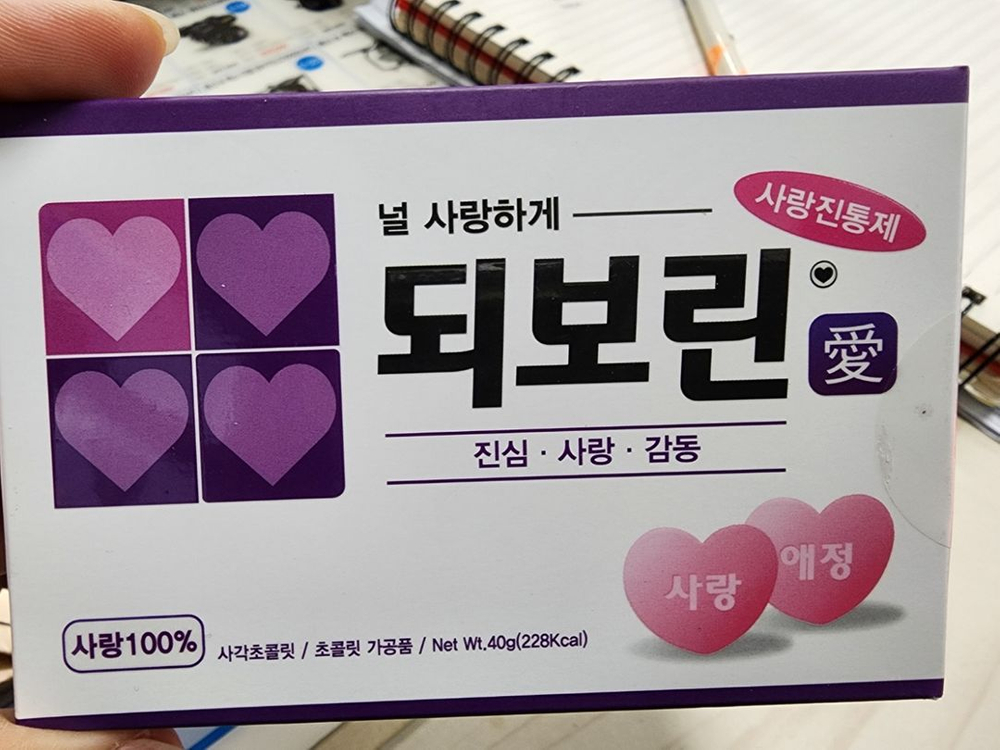 널 사랑하게
사랑진통제
되보린
愛
진심 · 사랑 · 감동
사랑
애정
사랑100%
사각초콜릿 / 초콜릿 가공품 / Net Wt.40g(228Kcal)